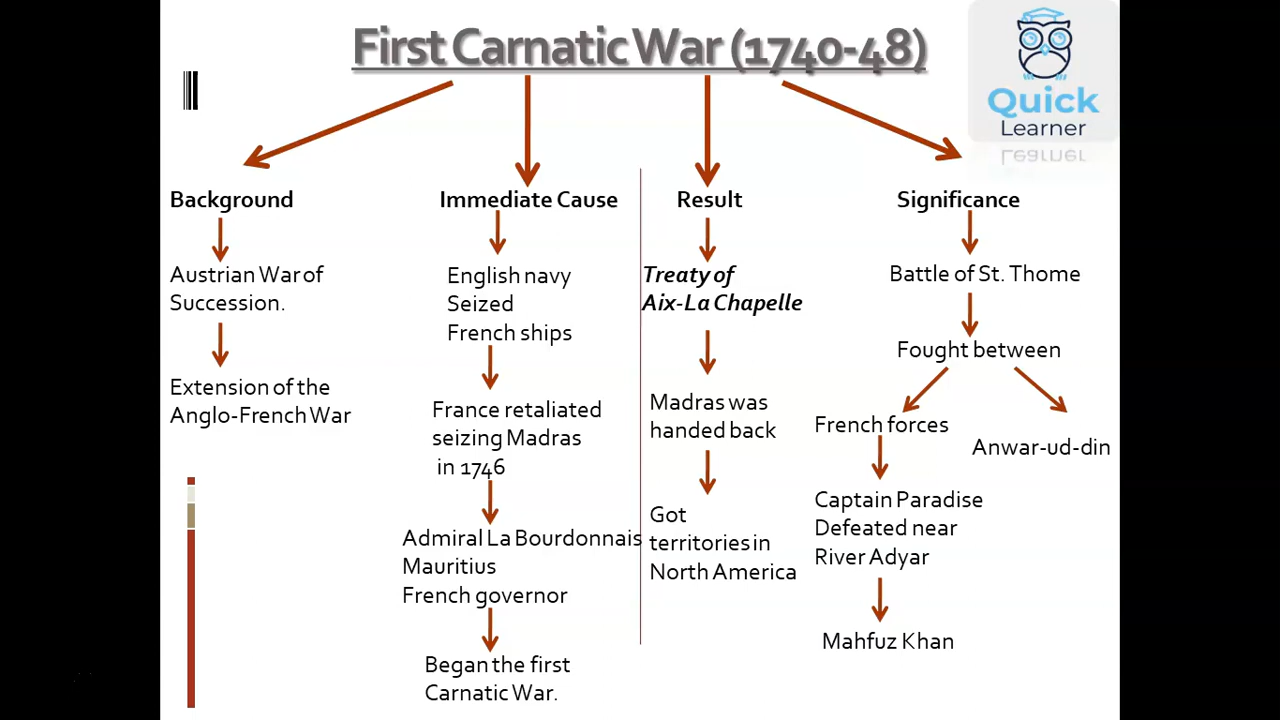 First Carnatic War (1740-48)
Quick
Learner
Background
Austrian War of
Succession.
Extension of the
Anglo-French War
Immediate Cause
English navy
Seized
French ships
France retaliated
seizing Madras
in 1746
Admiral La Bourdonnais
Mauritius
French governor
Began the first
Carnatic War.
Result
Treaty of
Aix-La Chapelle
Madras was
handed back
Got
territories in
North America
Significance
Battle of St. Thome
Fought between
French forces
Anwar-ud-din
Captain Paradise
Defeated near
River Adyar
Mahfuz Khan